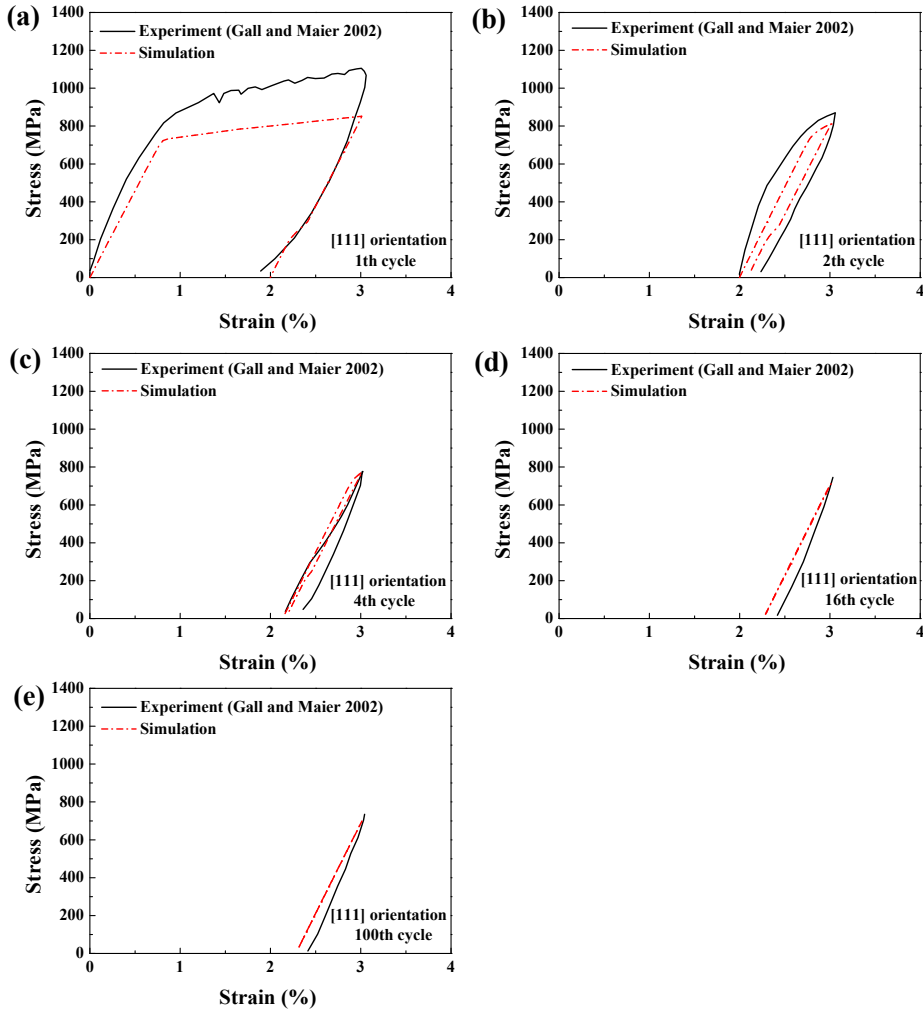 (a)
1400
1200
1000
800
600
400
200
0
Stress (MPa)
Experiment (Gall and Maier 2002)
Simulation
[111] orientation
1th cycle
0 1 2 3 4
Strain (%)
(b)
1400
1200
1000
800
600
400
200
0
Stress (MPa)
Experiment (Gall and Maier 2002)
Simulation
[111] orientation
2th cycle
0 1 2 3 4
Strain (%)
(c)
1400
1200
1000
800
600
400
200
0
Stress (MPa)
Experiment (Gall and Maier 2002)
Simulation
[111] orientation
4th cycle
0 1 2 3 4
Strain (%)
(d)
1400
1200
1000
800
600
400
200
0
Stress (MPa)
Experiment (Gall and Maier 2002)
Simulation
[111] orientation
16th cycle
0 1 2 3 4
Strain (%)
(e)
1400
1200
1000
800
600
400
200
0
Stress (MPa)
Experiment (Gall and Maier 2002)
Simulation
[111] orientation
100th cycle
0 1 2 3 4
Strain (%)